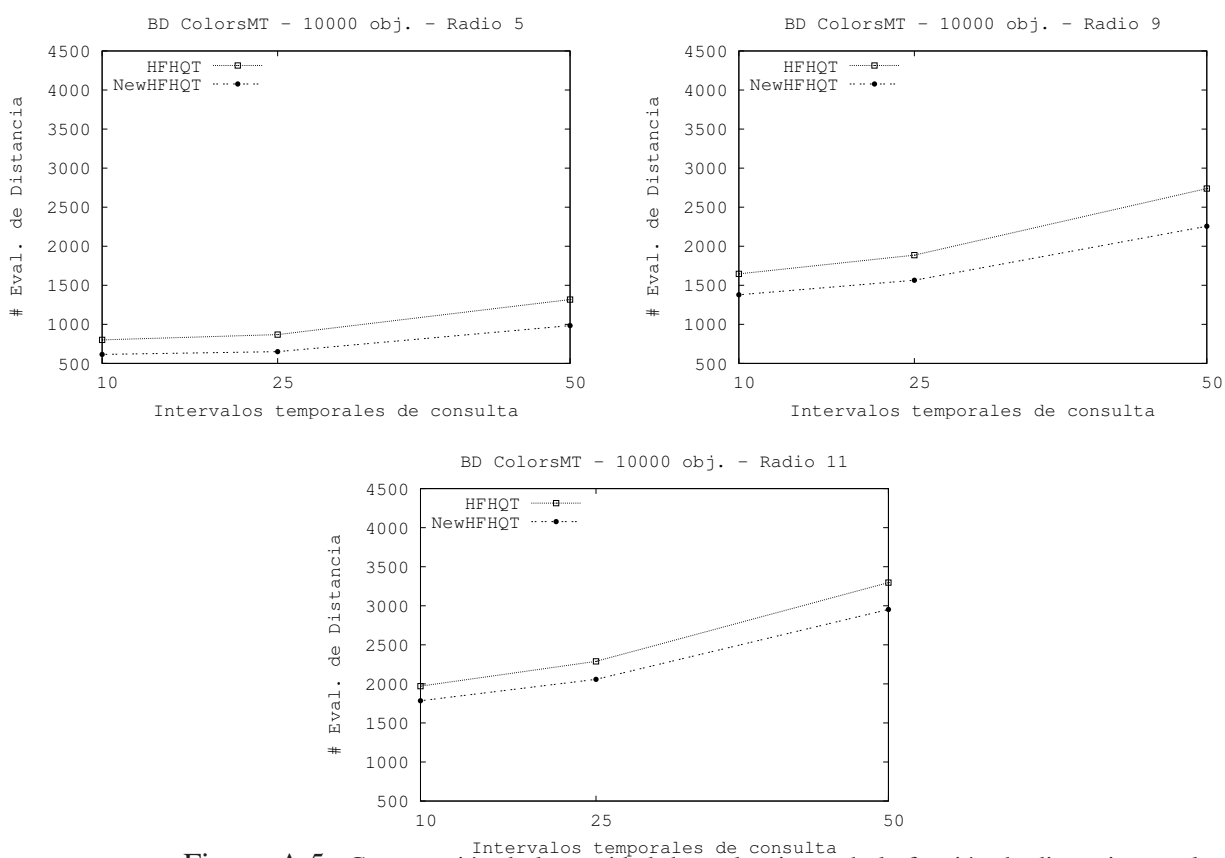 BD ColorsMT - 10000 obj. - Radio 5
4500
4000
3500
3000
2500
2000
1500
1000
500
# Eval. de Distancia
HFHQT
NewHFHQT
10 25 50
Intervalos temporales de consulta
BD ColorsMT - 10000 obj. - Radio 9
4500
4000
3500
3000
2500
2000
1500
1000
500
# Eval. de Distancia
HFHQT
NewHFHQT
10 25 50
Intervalos temporales de consulta
BD ColorsMT - 10000 obj. - Radio 11
4500
4000
3500
3000
2500
2000
1500
1000
500
# Eval. de Distancia
HFHQT
NewHFHQT
10 25 50
Intervalos temporales de consulta